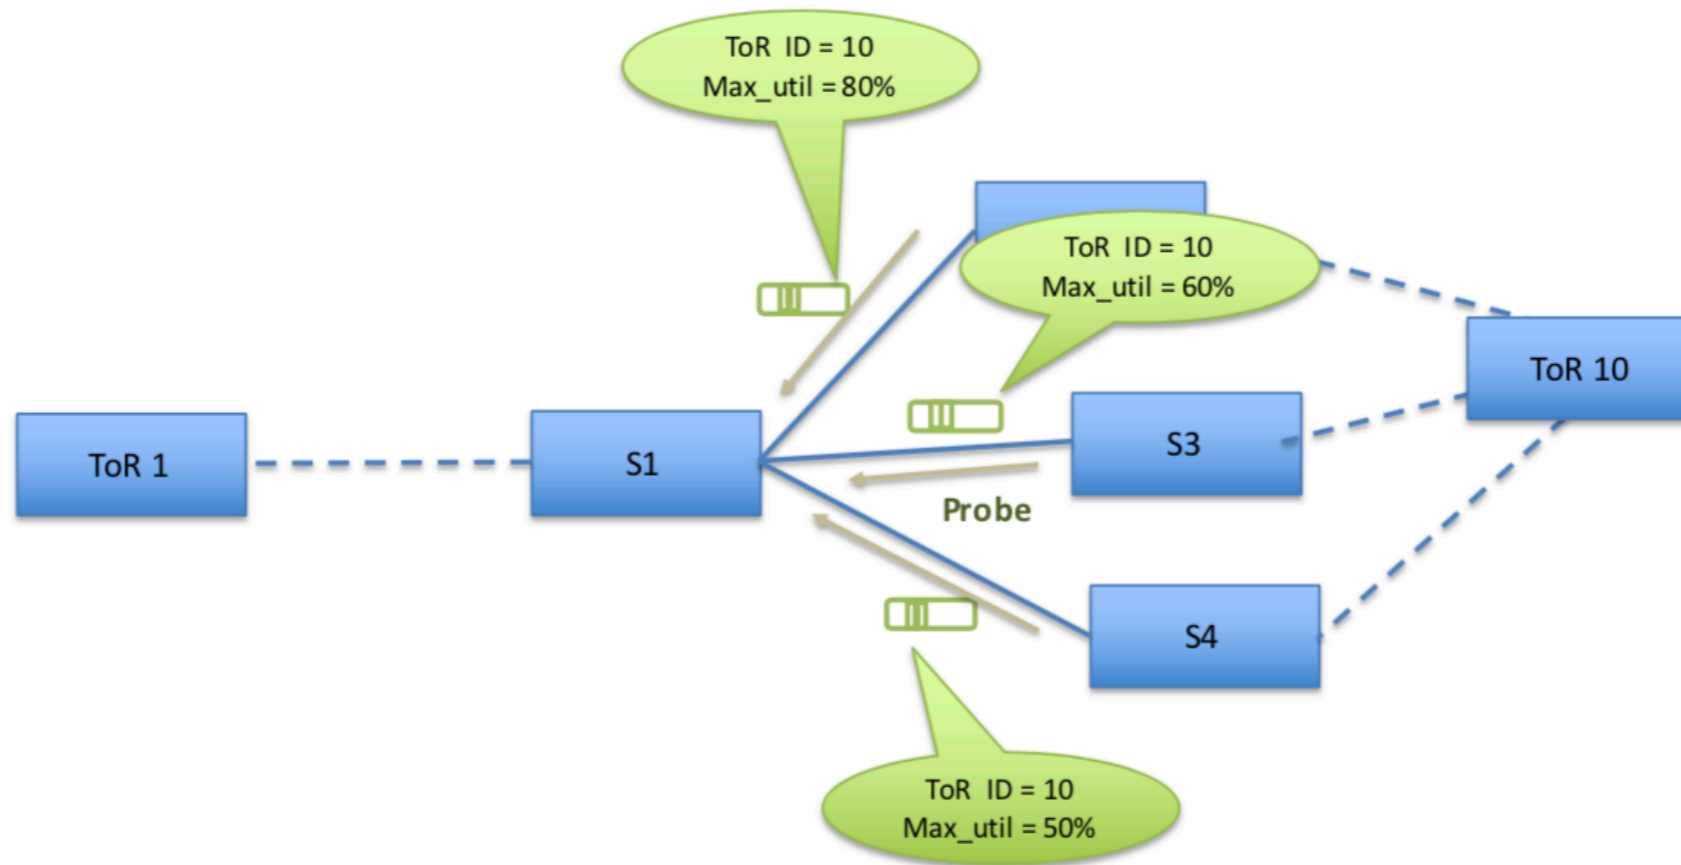 ToR ID = 10
Max_util = 80%
ToR ID = 10
Max_util = 60%
ToR 10
ToR 1
S1
S3
Probe
S4
ToR ID = 10
Max_util = 50%